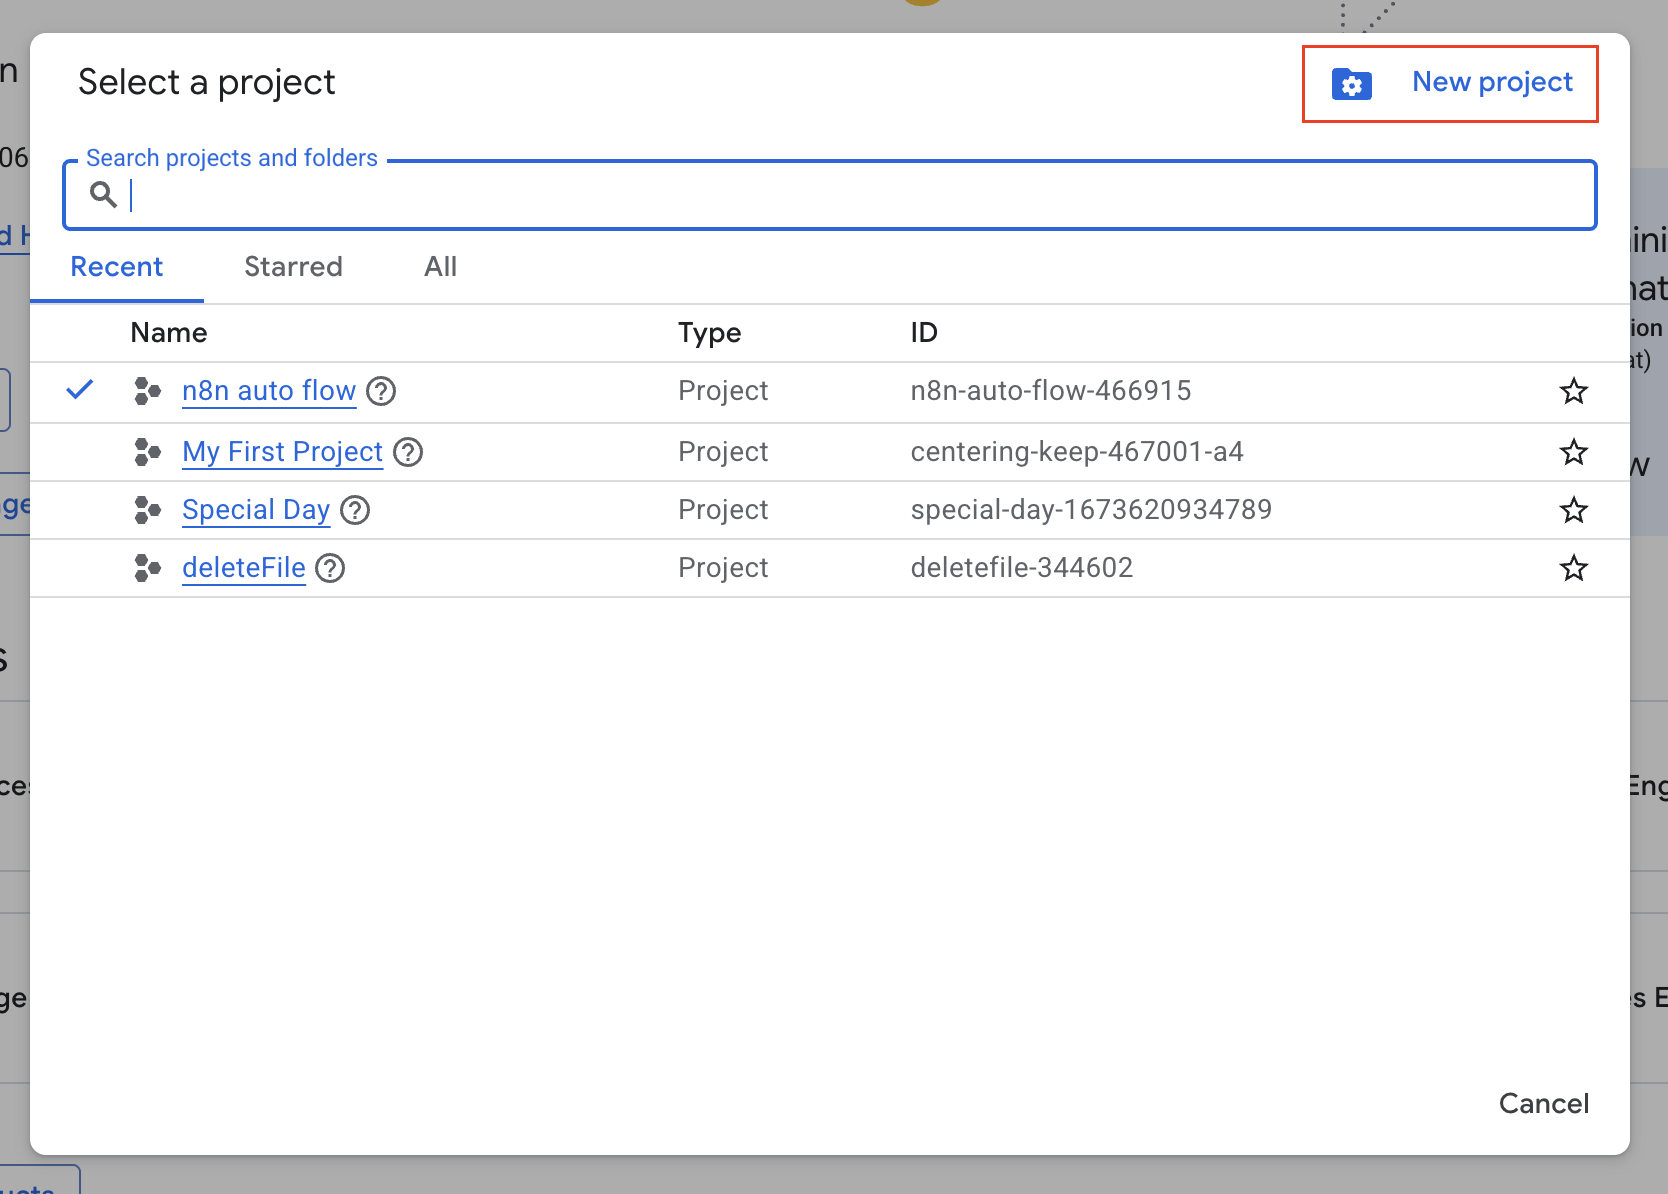 Select a project
New project
Search projects and folders
Recent Starred All
Name Type ID
n8n auto flow Project n8n-auto-flow-466915
My First Project Project centering-keep-467001-a4
Special Day Project special-day-1673620934789
deleteFile Project deletefile-344602
Cancel